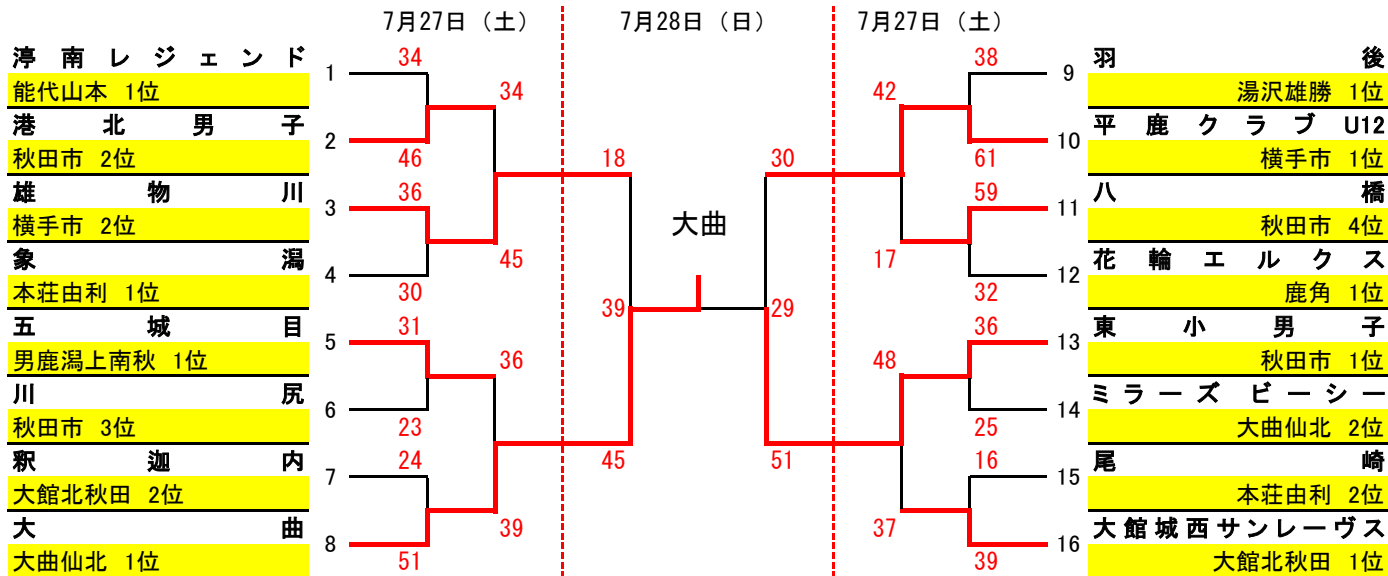 7月27日（土）
7月28日（日）
7月27日（土）
淳南レジェンド
能代山本 1位
1
34
港北男子
秋田市 2位
2
46
34
雄物川
横手市 2位
3
36
象潟
本荘由利 1位
4
30
45
18
五城目
男鹿潟上南秋 1位
5
31
川尻
秋田市 3位
6
23
36
釈迦内
大館北秋田 2位
7
24
大曲
大曲仙北 1位
8
51
39
45
39
大曲
29
30
51
38
9
羽後
湯沢雄勝 1位
42
61
10
平鹿クラブU12
横手市 1位
59
11
八橋
秋田市 4位
17
32
12
花輪エルクス
鹿角 1位
36
13
東小男子
秋田市 1位
48
25
14
ミラーズビーシー
大曲仙北 2位
16
15
尾崎
本荘由利 2位
37
39
16
大館城西サンレーヴス
大館北秋田 1位